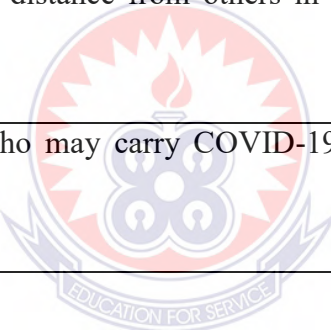 distance from others in
ho may carry COVID-19
EDUCATION FOR SERVICE